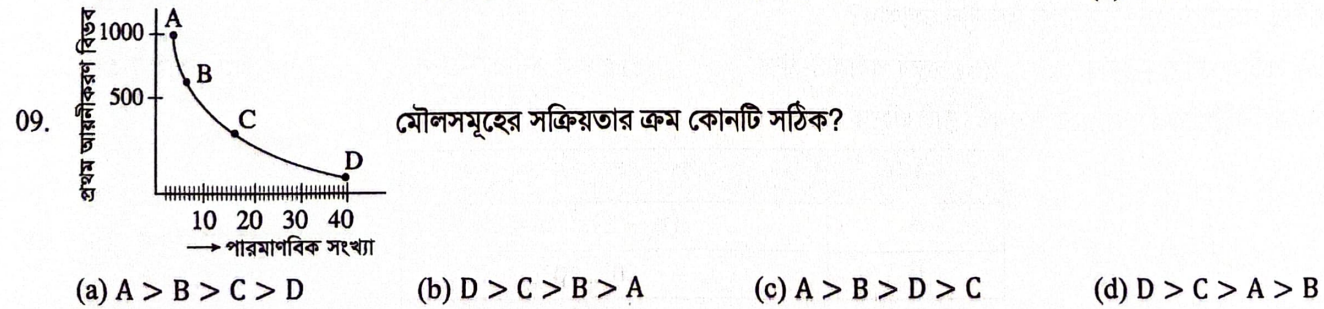 09.
প্রথম আয়নীকরণ বিভব
1000
500
A
B
C
D
10 20 30 40
→ পারমাণবিক সংখ্যা
মৌলসমূহের সক্রিয়তার ক্রম কোনটি সঠিক?
(a) A > B > C > D (b) D > C > B > A (c) A > B > D > C (d) D > C > A > B